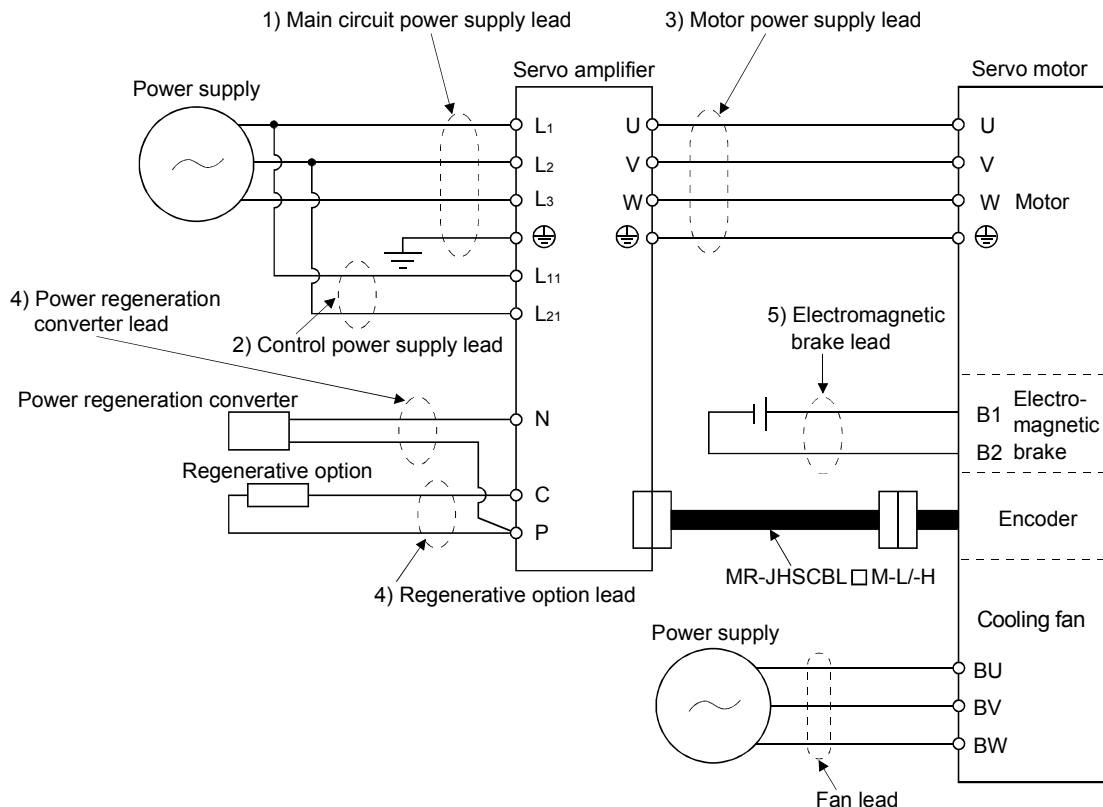 1) Main circuit power supply lead
3) Motor power supply lead
Servo amplifier
Servo motor
Power supply
L1
L2
L3
L11
L21
U
V
W
U
V
W
Motor
4) Power regeneration
converter lead
2) Control power supply lead
5) Electromagnetic
brake lead
Power regeneration converter
N
Regenerative option
C
P
4) Regenerative option lead
B1
B2
Electro-
magnetic
brake
Encoder
MR-JHSCBL□M-L/-H
Cooling fan
Power supply
BU
BV
BW
Fan lead